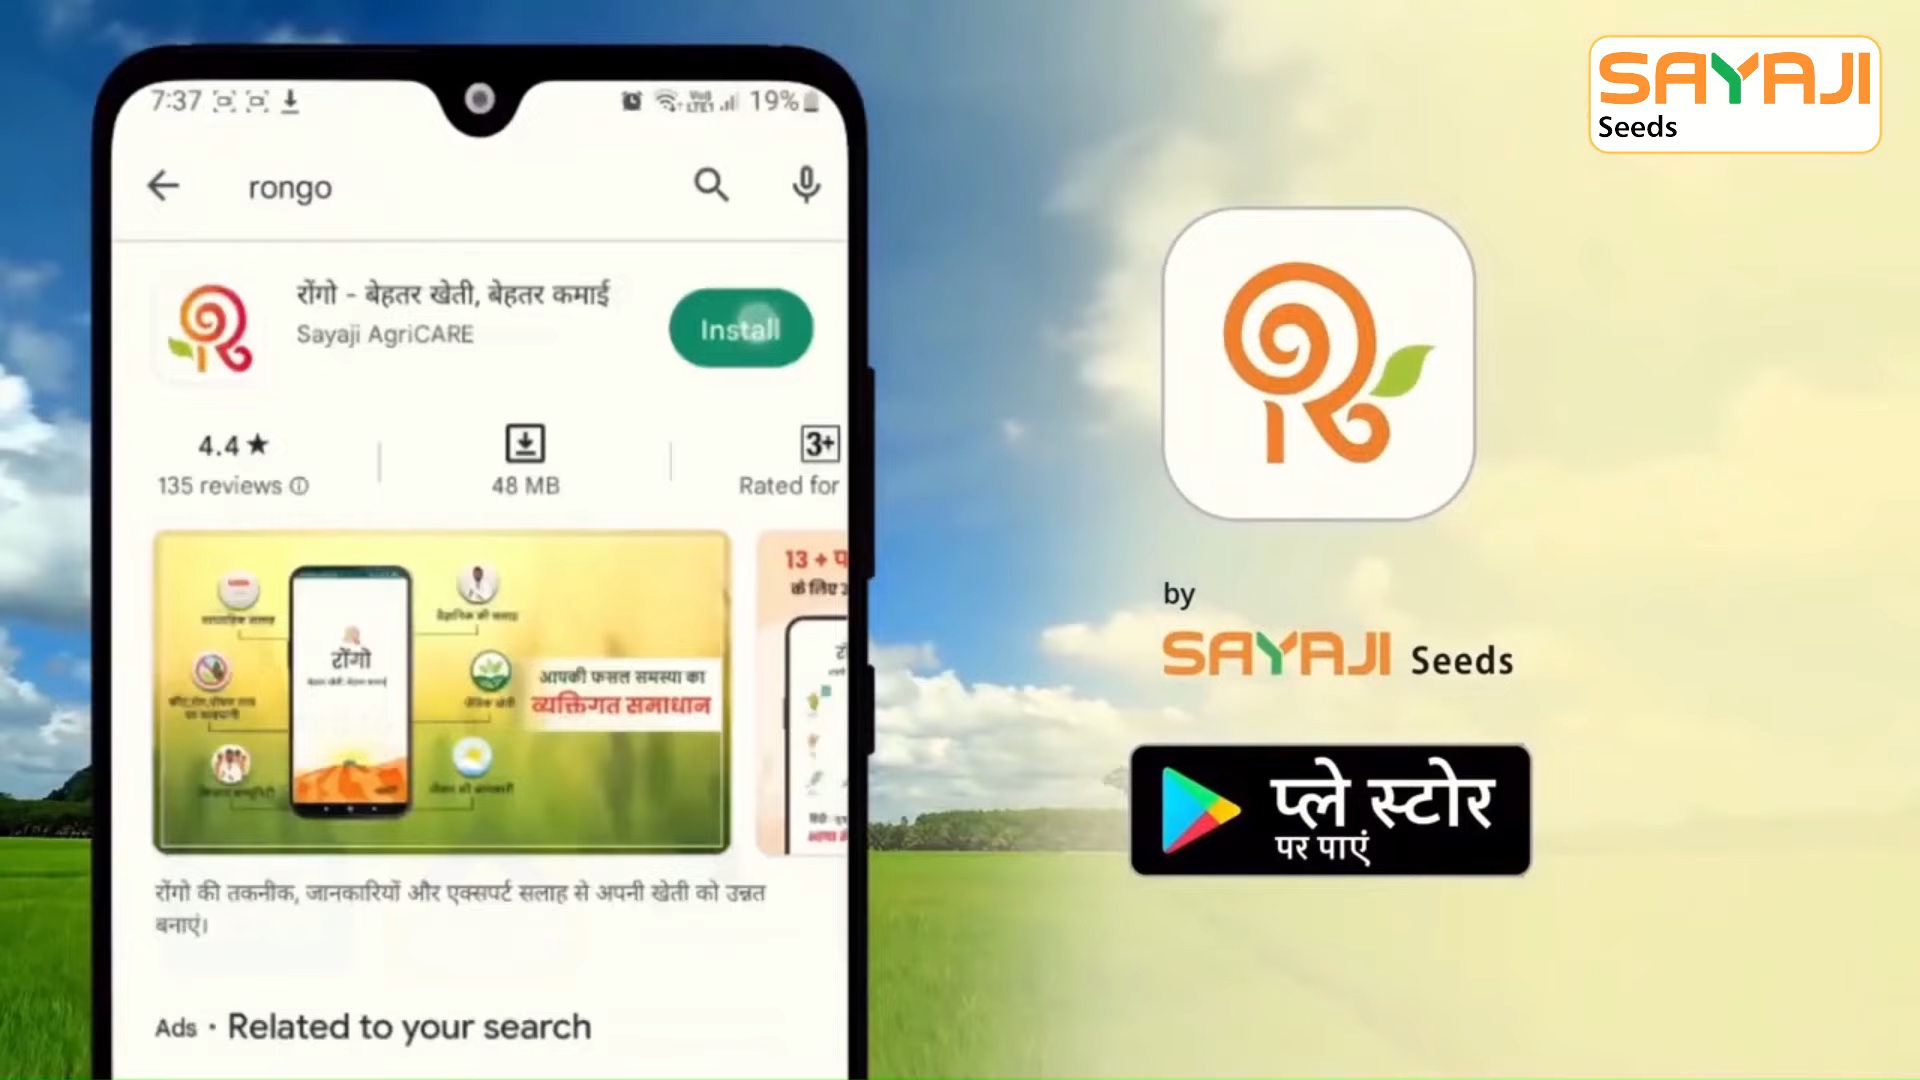 7:37
19%
rongo
रोंगो - बेहतर खेती, बेहतर कमाई
Sayaji AgriCARE
Install
4.4 ★
135 reviews
48 MB
3+
Rated for
रोंगो
आपकी फसल समस्या का
व्यक्तिगत समाधान
13 +
के लिए
रोंगो की तकनीक, जानकारियों और एक्सपर्ट सलाह से अपनी खेती को उन्नत
बनाएं।
Ads • Related to your search
SAYAJI
Seeds
by
SAYAJI Seeds
प्ले स्टोर
पर पाएं